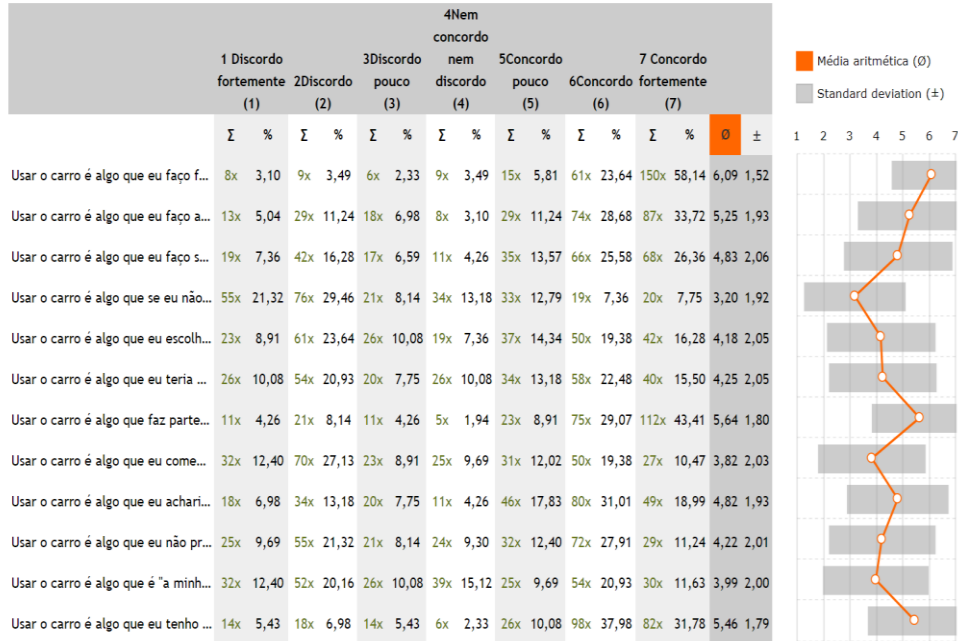 4Nem
concordo
1 Discordo 3Discordo nem 5Concordo 7 Concordo
fortemente 2Discordo pouco discordo pouco 6Concordo fortemente
(1) (2) (3) (4) (5) (6) (7)
Média aritmética (Ø)
Standard deviation (±)
Σ % Σ % Σ % Σ % Σ % Σ % Σ % Ø ± 1 2 3 4 5 6 7
Usar o carro é algo que eu faço f... 8x 3,10 9x 3,49 6x 2,33 9x 3,49 15x 5,81 61x 23,64 150x 58,14 6,09 1,52
Usar o carro é algo que eu faço a... 13x 5,04 29x 11,24 18x 6,98 8x 3,10 29x 11,24 74x 28,68 87x 33,72 5,25 1,93
Usar o carro é algo que eu faço s... 19x 7,36 42x 16,28 17x 6,59 11x 4,26 35x 13,57 66x 25,58 68x 26,36 4,83 2,06
Usar o carro é algo que se eu não... 55x 21,32 76x 29,46 21x 8,14 34x 13,18 33x 12,79 19x 7,36 20x 7,75 3,20 1,92
Usar o carro é algo que eu escolh... 23x 8,91 61x 23,64 26x 10,08 19x 7,36 37x 14,34 50x 19,38 42x 16,28 4,18 2,05
Usar o carro é algo que eu teria ... 26x 10,08 54x 20,93 20x 7,75 26x 10,08 34x 13,18 58x 22,48 40x 15,50 4,25 2,05
Usar o carro é algo que faz parte... 11x 4,26 21x 8,14 11x 4,26 5x 1,94 23x 8,91 75x 29,07 112x 43,41 5,64 1,80
Usar o carro é algo que eu come... 32x 12,40 70x 27,13 23x 8,91 25x 9,69 31x 12,02 50x 19,38 27x 10,47 3,82 2,03
Usar o carro é algo que eu achari... 18x 6,98 34x 13,18 20x 7,75 11x 4,26 46x 17,83 80x 31,01 49x 18,99 4,82 1,93
Usar o carro é algo que eu não pr... 25x 9,69 55x 21,32 21x 8,14 24x 9,30 32x 12,40 72x 27,91 29x 11,24 4,22 2,01
Usar o carro é algo que é "a minh... 32x 12,40 52x 20,16 26x 10,08 39x 15,12 25x 9,69 54x 20,93 30x 11,63 3,99 2,00
Usar o carro é algo que eu tenho ... 14x 5,43 18x 6,98 14x 5,43 6x 2,33 26x 10,08 98x 37,98 82x 31,78 5,46 1,79